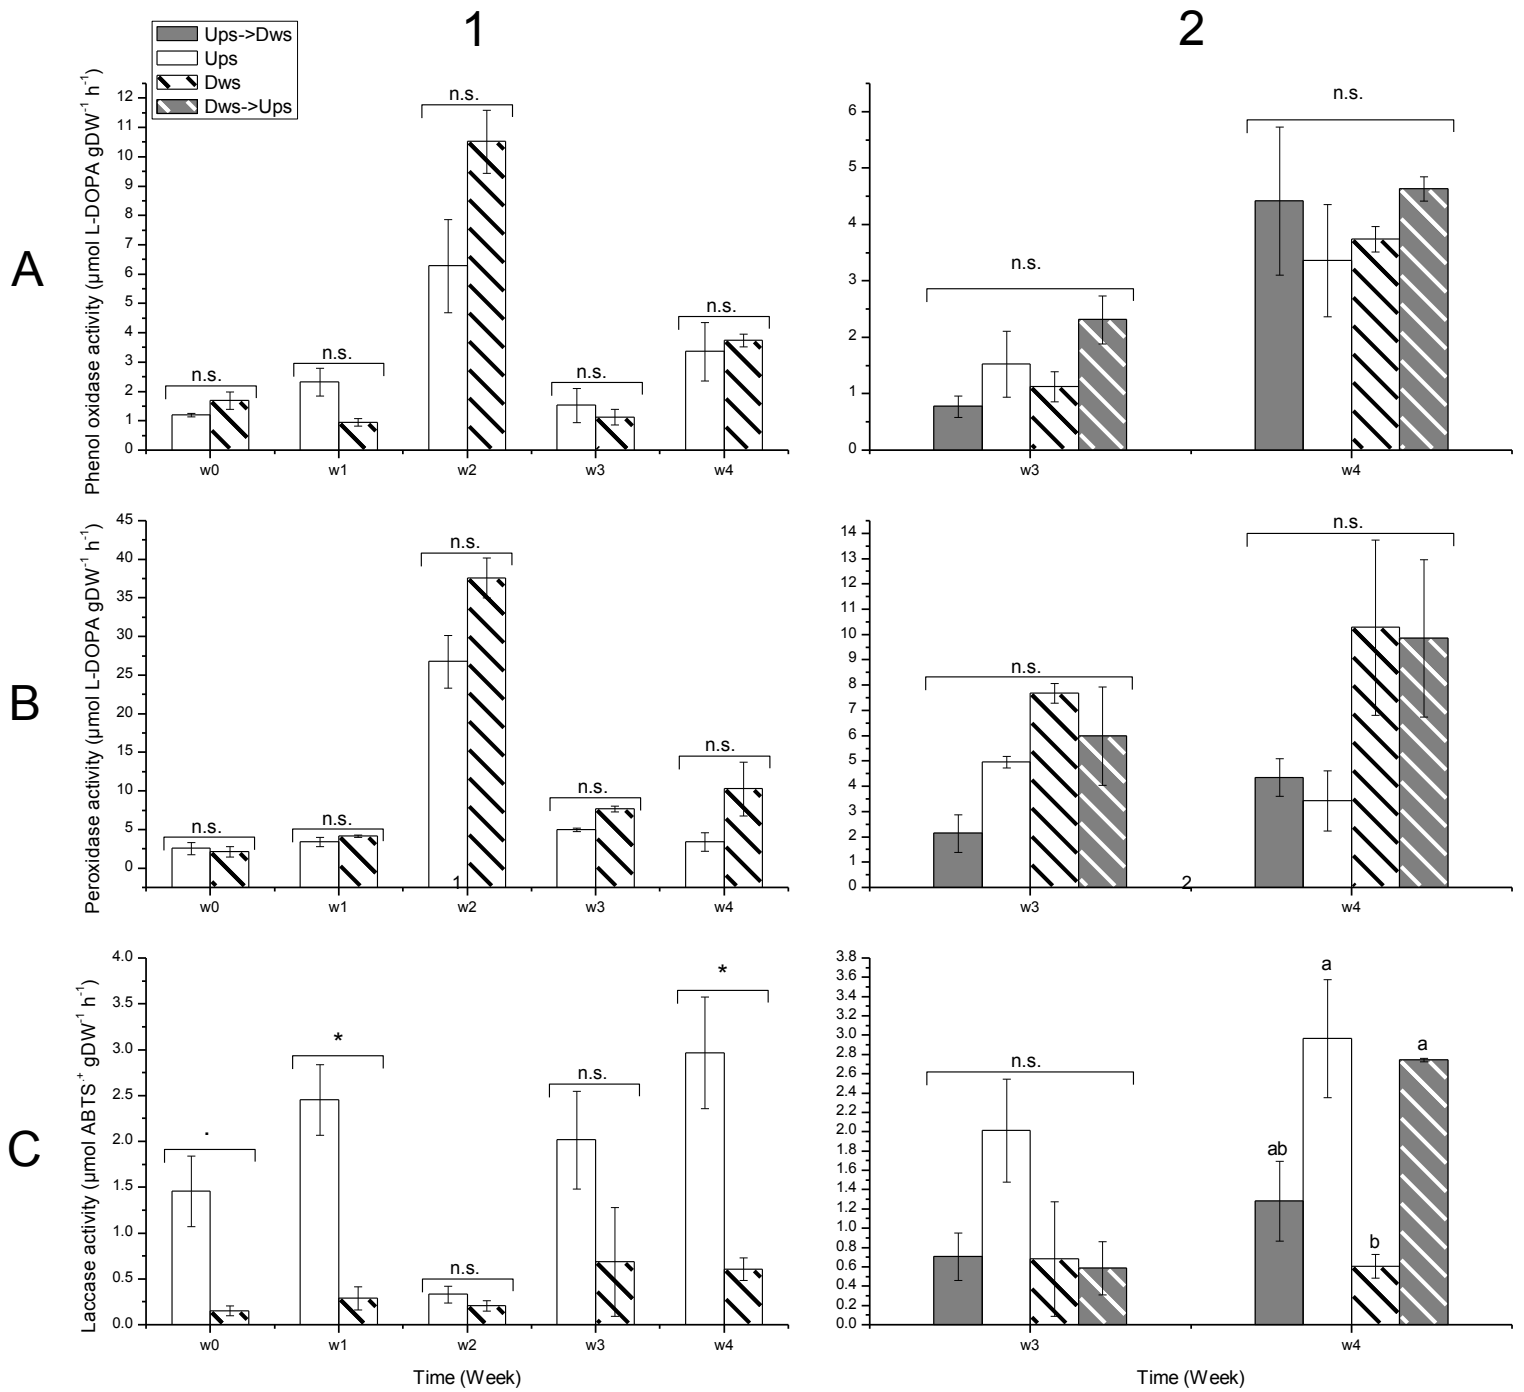 1
2
Ups->Dws
Ups
Dws
Dws->Ups
A
Phenol oxidase activity (µmol L-DOPA gDW⁻¹ h⁻¹)
12
11
10
9
8
7
6
5
4
3
2
1
0
n.s.
n.s.
n.s.
n.s.
n.s.
w0
w1
w2
w3
w4
6
5
4
3
2
1
0
n.s.
n.s.
w3
w4
B
Peroxidase activity (µmol L-DOPA gDW⁻¹ h⁻¹)
45
40
35
30
25
20
15
10
5
0
n.s.
n.s.
n.s.
n.s.
n.s.
1
w0
w1
w2
w3
w4
14
13
12
11
10
9
8
7
6
5
4
3
2
1
0
n.s.
n.s.
2
w3
w4
C
Laccase activity (µmol ABTS·⁺ gDW⁻¹ h⁻¹)
4.0
3.5
3.0
2.5
2.0
1.5
1.0
0.5
0.0
.
*
n.s.
n.s.
*
w0
w1
w2
w3
w4
Time (Week)
3.8
3.6
3.4
3.2
3.0
2.8
2.6
2.4
2.2
2.0
1.8
1.6
1.4
1.2
1.0
0.8
0.6
0.4
0.2
0.0
n.s.
ab
a
b
a
w3
w4
Time (Week)